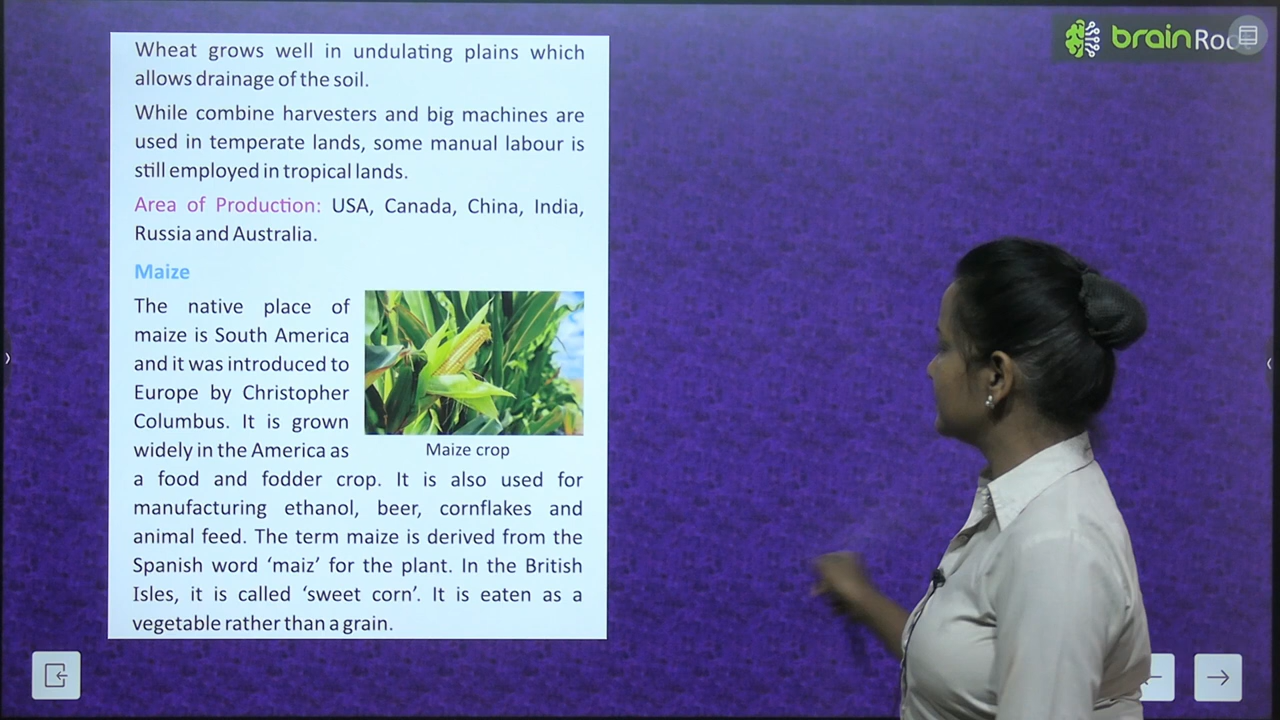 Wheat grows well in undulating plains which
allows drainage of the soil.
While combine harvesters and big machines are
used in temperate lands, some manual labour is
still employed in tropical lands.
Area of Production: USA, Canada, China, India,
Russia and Australia.
Maize
The native place of
maize is South America
and it was introduced to
Europe by Christopher
Columbus. It is grown
widely in the America as
Maize crop
a food and fodder crop. It is also used for
manufacturing ethanol, beer, cornflakes and
animal feed. The term maize is derived from the
Spanish word ‘maiz’ for the plant. In the British
Isles, it is called ‘sweet corn’. It is eaten as a
vegetable rather than a grain.
brain